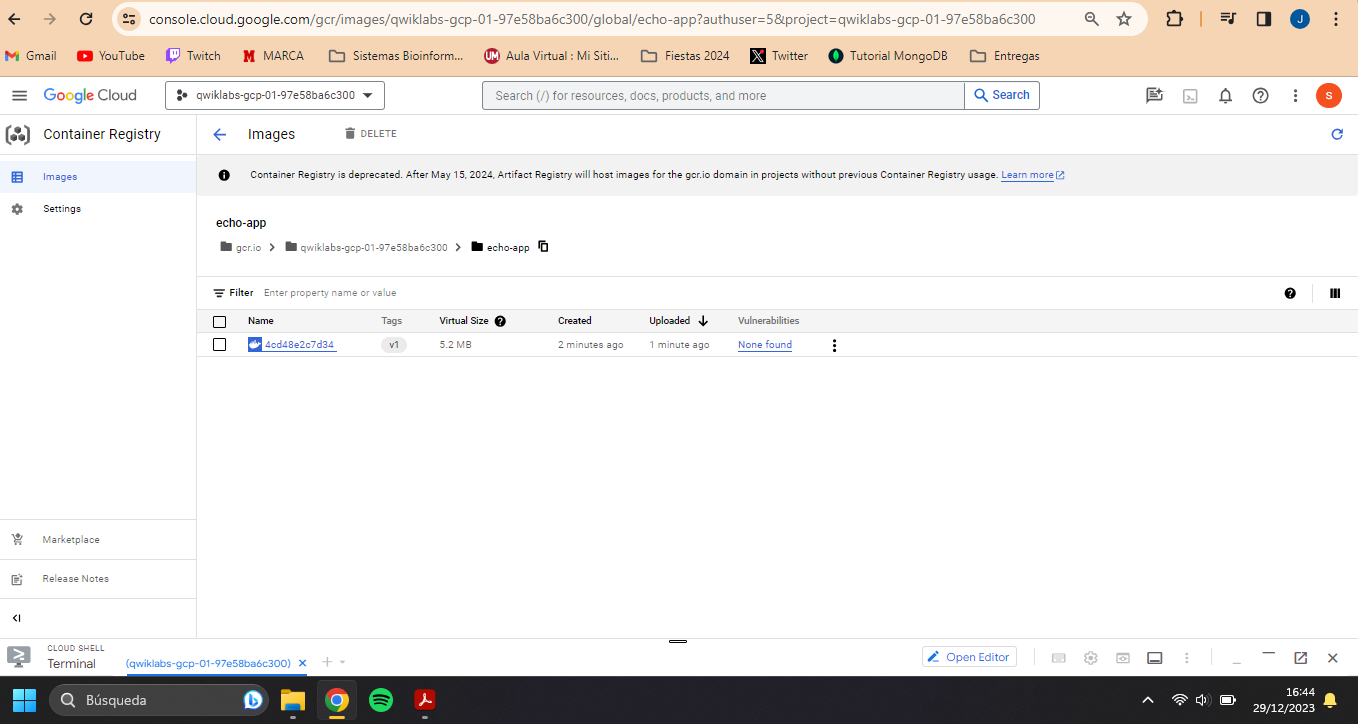 console.cloud.google.com/gcr/images/qwiklabs-gcp-01-97e58ba6c300/global/echo-app?authuser=5&project=qwiklabs-gcp-01-97e58ba6c300
J
Gmail YouTube Twitch MARCA Sistemas Bioinform... Aula Virtual : Mi Siti... Fiestas 2024 Twitter Tutorial MongoDB Entregas
Google Cloud qwiklabs-gcp-01-97e58ba6c300 Search (/) for resources, docs, products, and more Search S
Container Registry Images DELETE
Images
Settings
Container Registry is deprecated. After May 15, 2024, Artifact Registry will host images for the gcr.io domain in projects without previous Container Registry usage. Learn more
echo-app
gcr.io qwiklabs-gcp-01-97e58ba6c300 echo-app
Filter Enter property name or value
Name Tags Virtual Size Created Uploaded Vulnerabilities
4cd48e2c7d34 v1 5.2 MB 2 minutes ago 1 minute ago None found
Marketplace
Release Notes
CLOUD SHELL
Terminal (qwiklabs-gcp-01-97e58ba6c300) Open Editor
Búsqueda
16:44
29/12/2023